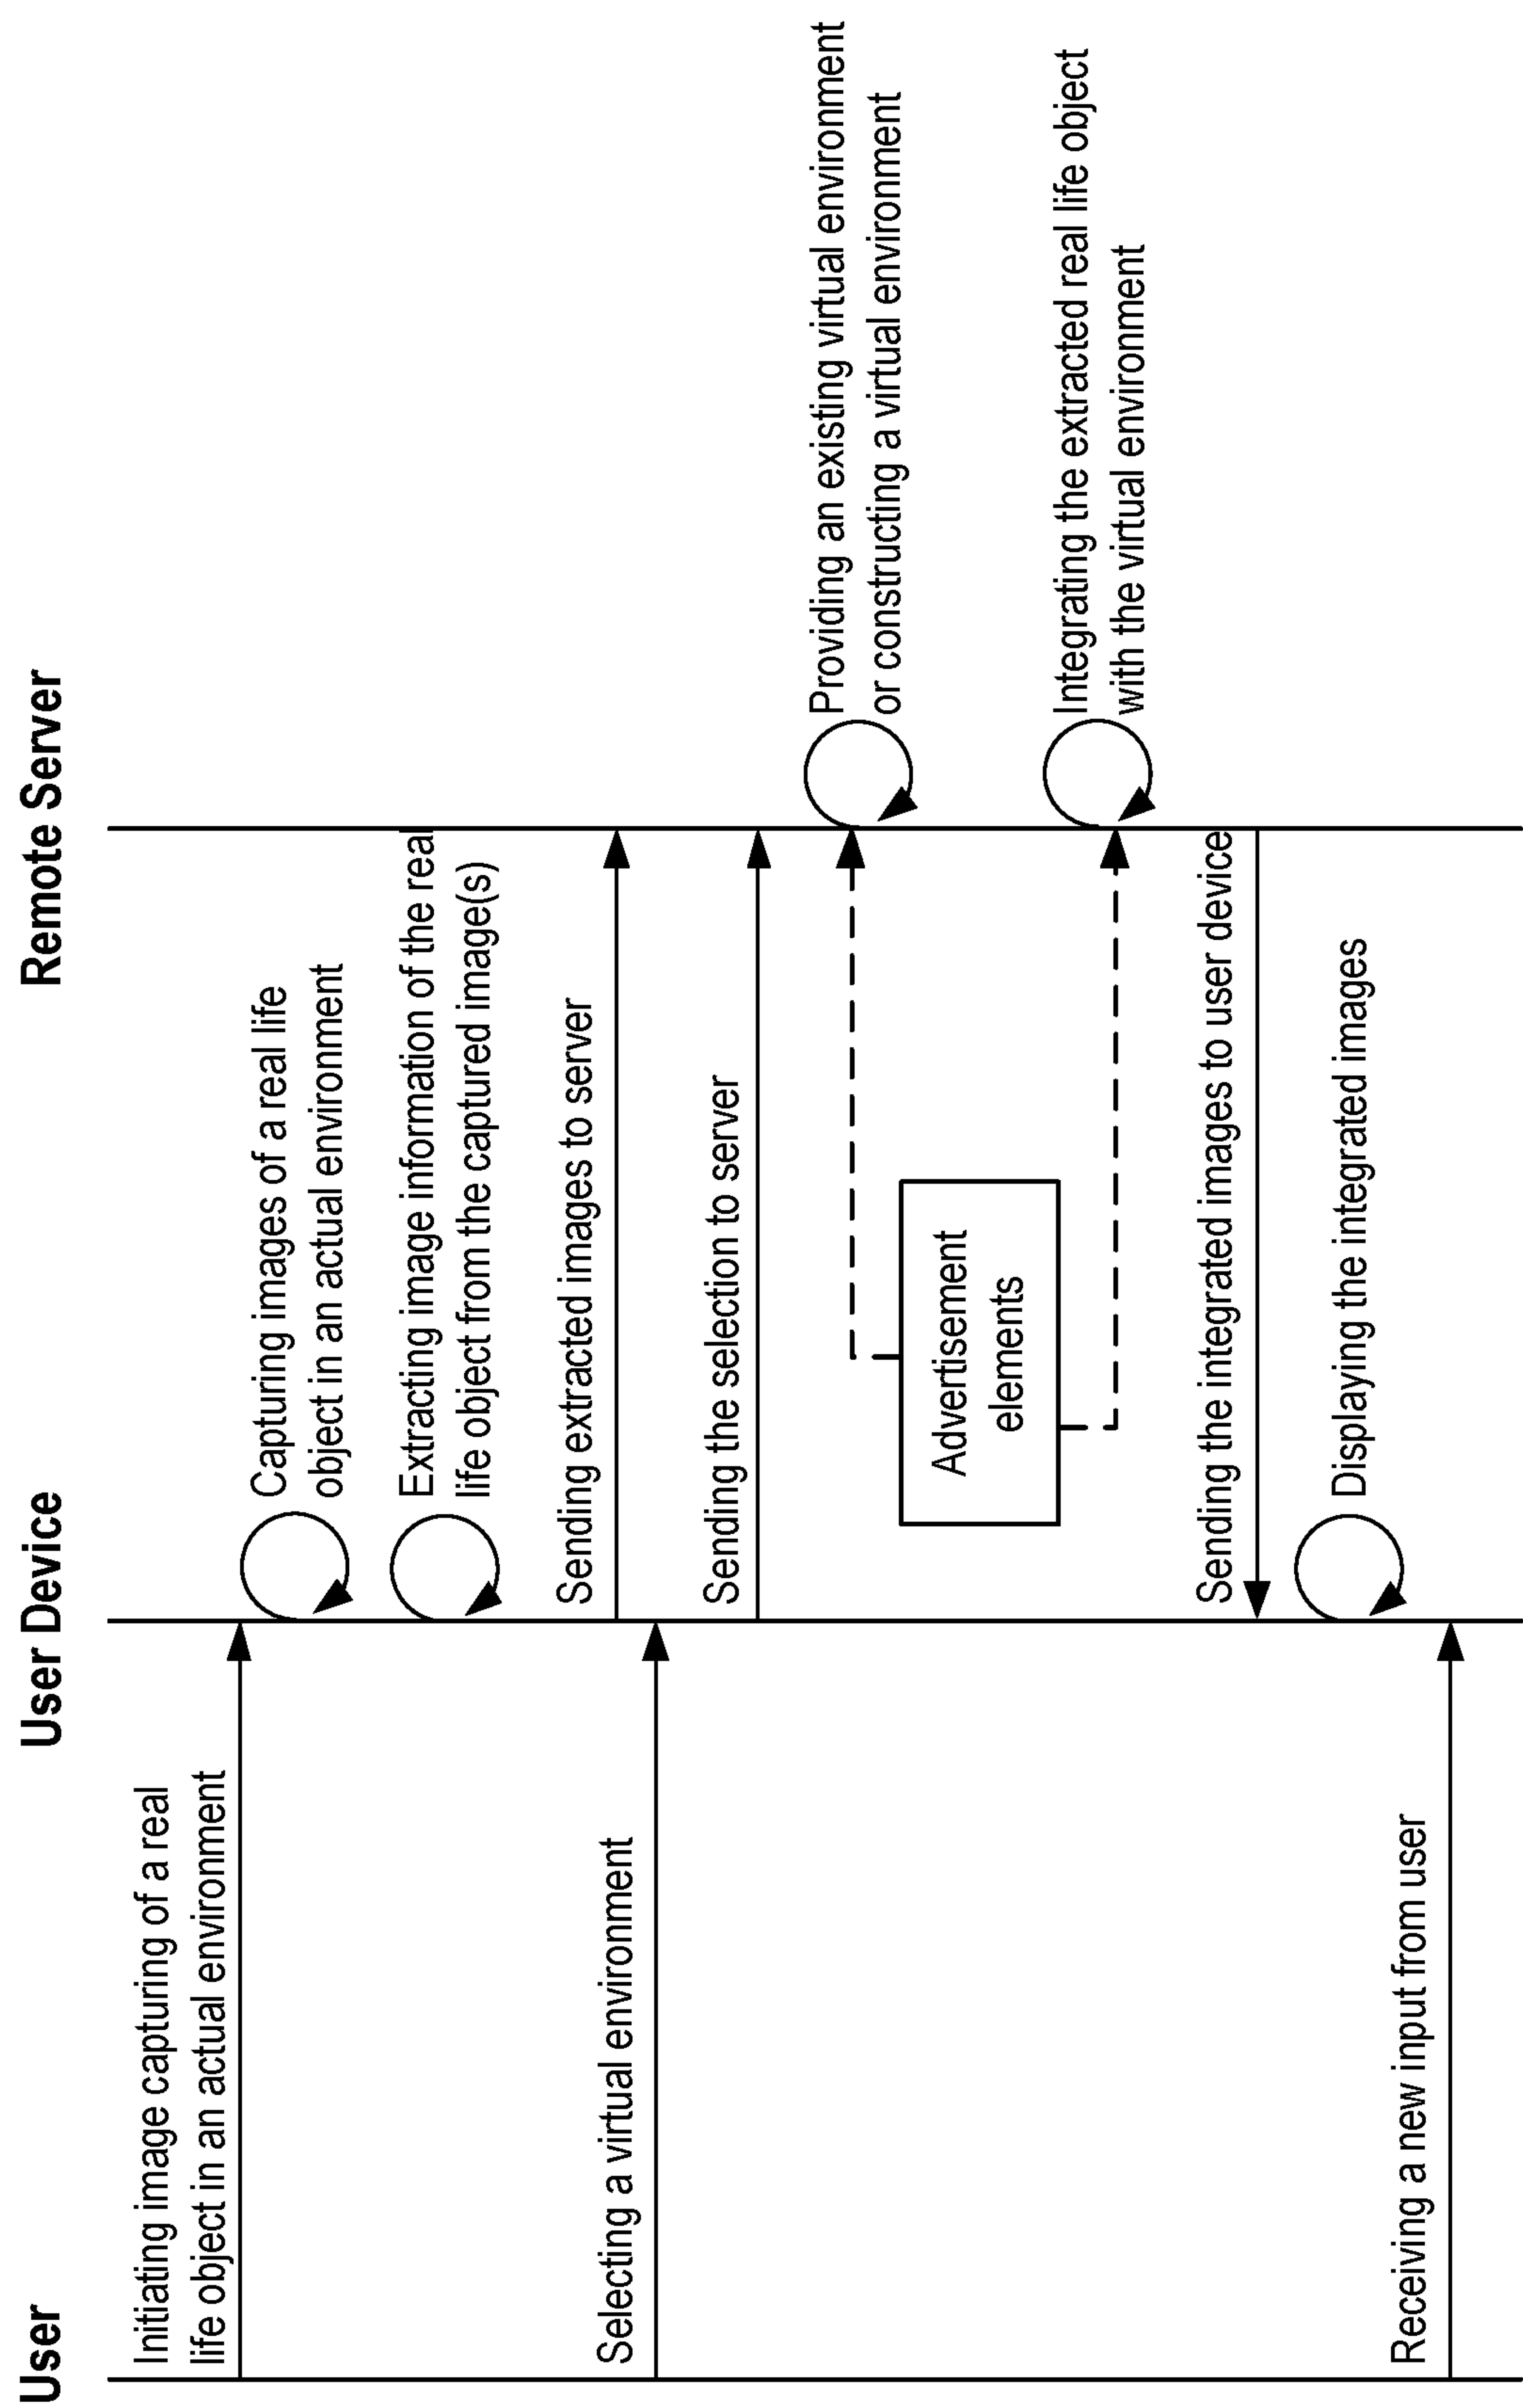 User
User Device
Remote Server
Initiating image capturing of a real
life object in an actual environment
Capturing images of a real life
object in an actual environment
Extracting image information of the real
life object from the captured image(s)
Sending extracted images to server
Selecting a virtual environment
Sending the selection to server
Providing an existing virtual environment
or constructing a virtual environment
Advertisement
elements
Integrating the extracted real life object
with the virtual environment
Sending the integrated images to user device
Displaying the integrated images
Receiving a new input from user